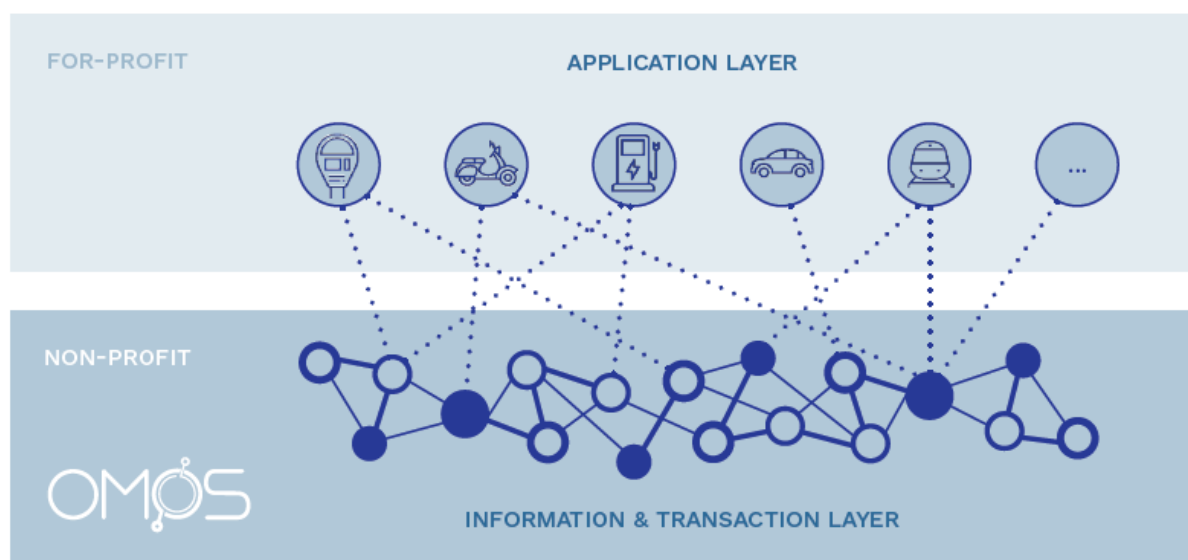 FOR-PROFIT
APPLICATION LAYER
...
NON-PROFIT
OMOS
INFORMATION & TRANSACTION LAYER